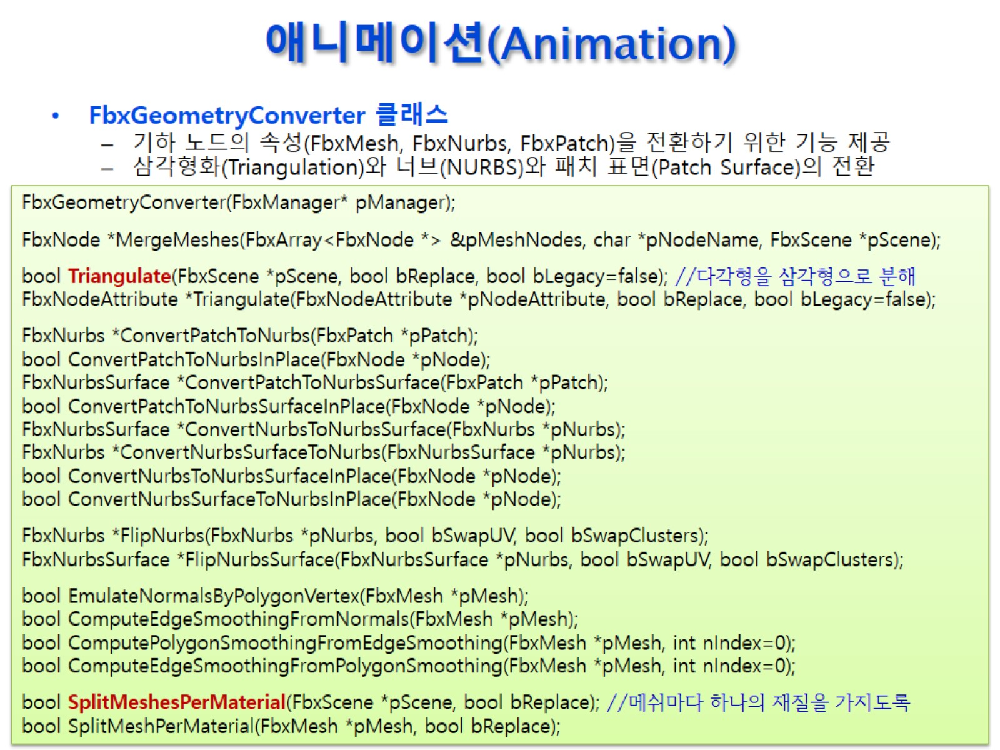 애니메이션(Animation)
• FbxGeometryConverter 클래스
– 기하 노드의 속성(FbxMesh, FbxNurbs, FbxPatch)을 전환하기 위한 기능 제공
– 삼각형화(Triangulation)와 너브(NURBS)와 패치 표면(Patch Surface)의 전환
FbxGeometryConverter(FbxManager* pManager);
FbxNode *MergeMeshes(FbxArray<FbxNode *> &pMeshNodes, char *pNodeName, FbxScene *pScene);
bool Triangulate(FbxScene *pScene, bool bReplace, bool bLegacy=false); //다각형을 삼각형으로 분해
FbxNodeAttribute *Triangulate(FbxNodeAttribute *pNodeAttribute, bool bReplace, bool bLegacy=false);
FbxNurbs *ConvertPatchToNurbs(FbxPatch *pPatch);
bool ConvertPatchToNurbsInPlace(FbxNode *pNode);
FbxNurbsSurface *ConvertPatchToNurbsSurface(FbxPatch *pPatch);
bool ConvertPatchToNurbsSurfaceInPlace(FbxNode *pNode);
FbxNurbsSurface *ConvertNurbsToNurbsSurface(FbxNurbs *pNurbs);
FbxNurbs *ConvertNurbsSurfaceToNurbs(FbxNurbsSurface *pNurbs);
bool ConvertNurbsToNurbsSurfaceInPlace(FbxNode *pNode);
bool ConvertNurbsSurfaceToNurbsInPlace(FbxNode *pNode);
FbxNurbs *FlipNurbs(FbxNurbs *pNurbs, bool bSwapUV, bool bSwapClusters);
FbxNurbsSurface *FlipNurbsSurface(FbxNurbsSurface *pNurbs, bool bSwapUV, bool bSwapClusters);
bool EmulateNormalsByPolygonVertex(FbxMesh *pMesh);
bool ComputeEdgeSmoothingFromNormals(FbxMesh *pMesh);
bool ComputePolygonSmoothingFromEdgeSmoothing(FbxMesh *pMesh, int nIndex=0);
bool ComputeEdgeSmoothingFromPolygonSmoothing(FbxMesh *pMesh, int nIndex=0);
bool SplitMeshesPerMaterial(FbxScene *pScene, bool bReplace); //메쉬마다 하나의 재질을 가지도록
bool SplitMeshPerMaterial(FbxMesh *pMesh, bool bReplace);